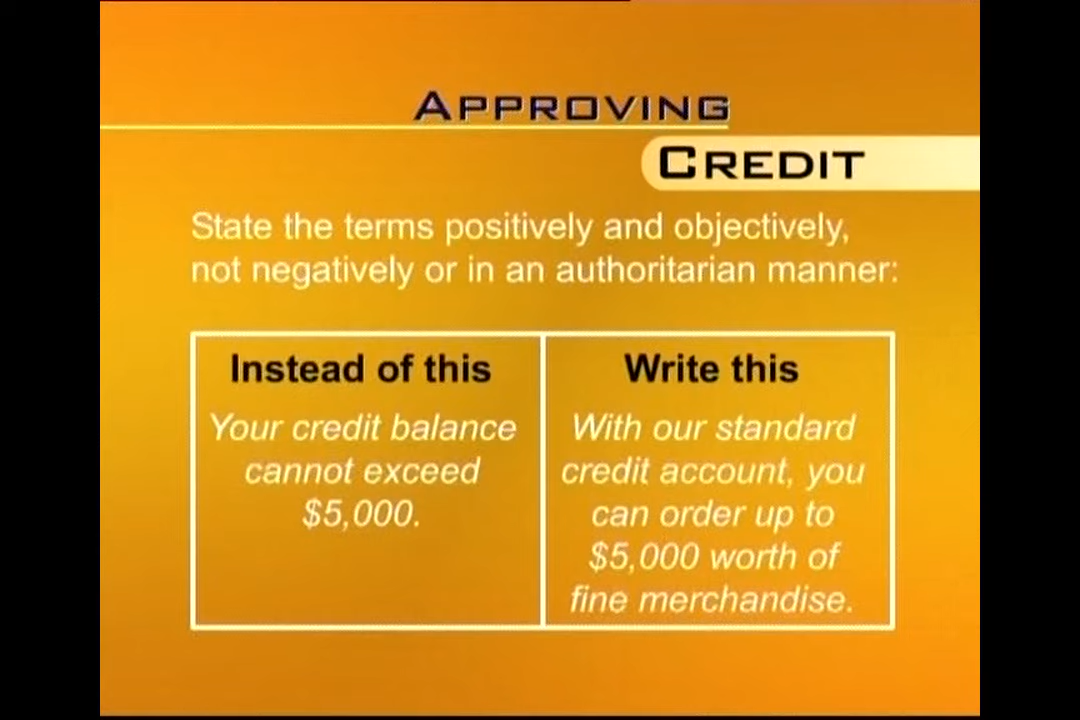 APPROVING
CREDIT
State the terms positively and objectively,
not negatively or in an authoritarian manner:
Instead of this
Your credit balance
cannot exceed
$5,000.
Write this
With our standard
credit account, you
can order up to
$5,000 worth of
fine merchandise.